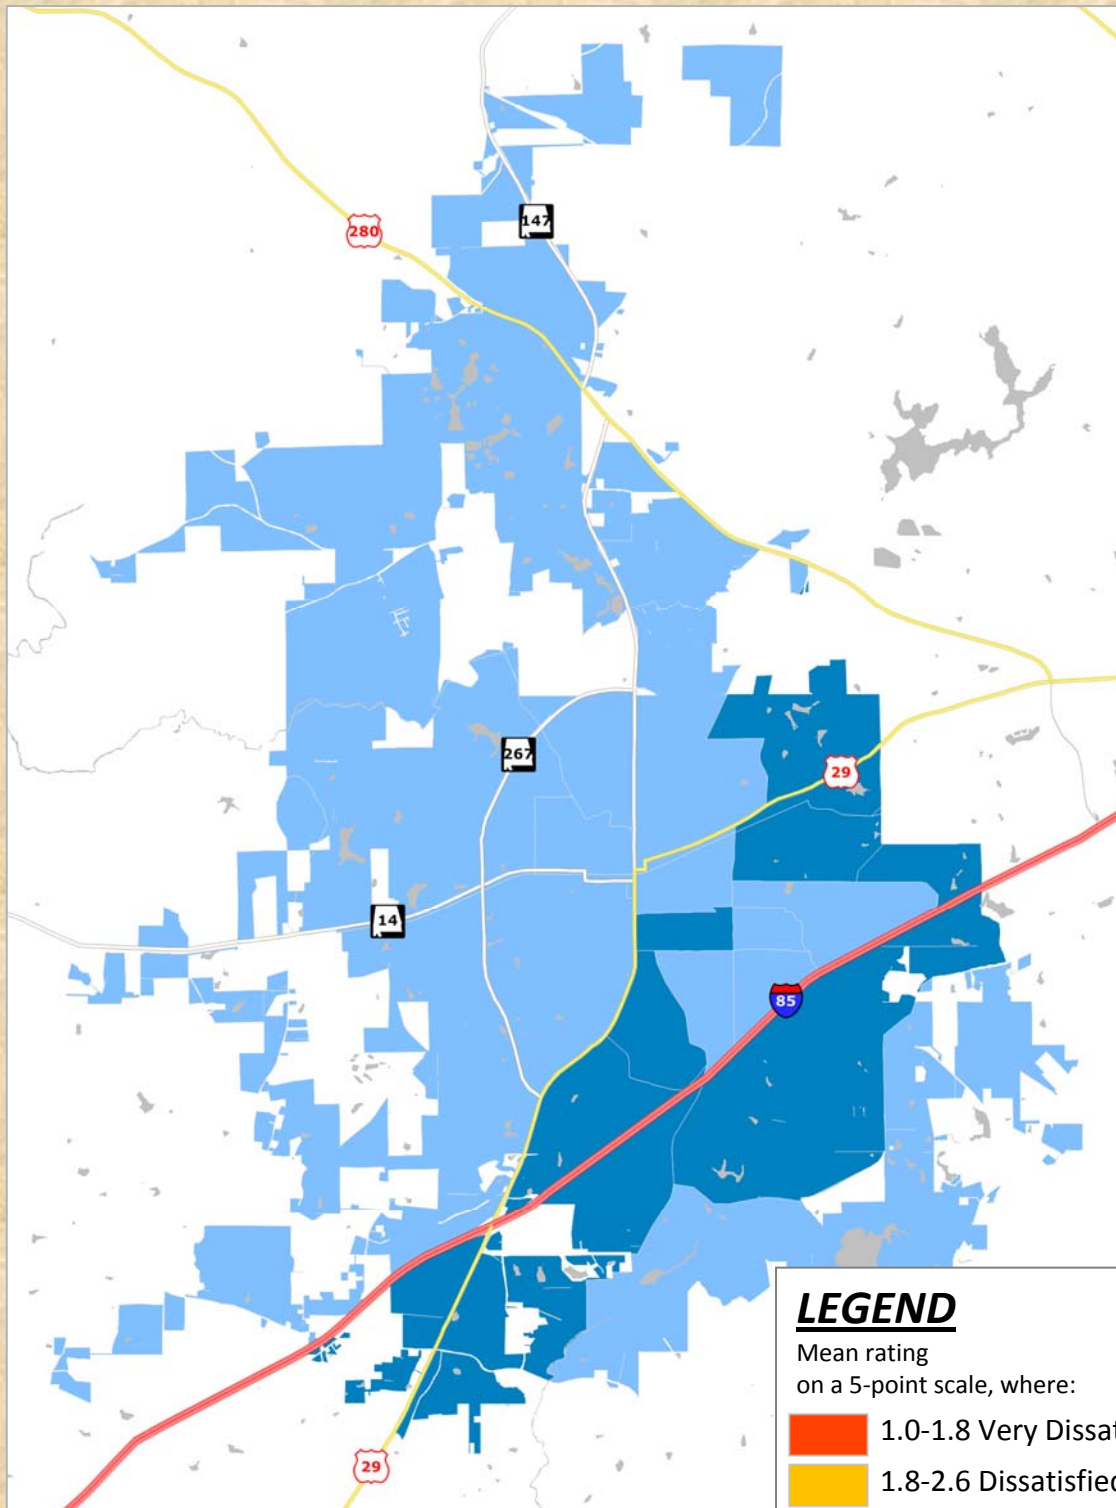 147
280
267
29
14
85
LEGEND
Mean rating
on a 5-point scale, where:
1.0-1.8 Very Dissat
1.8-2.6 Dissatisfied
29